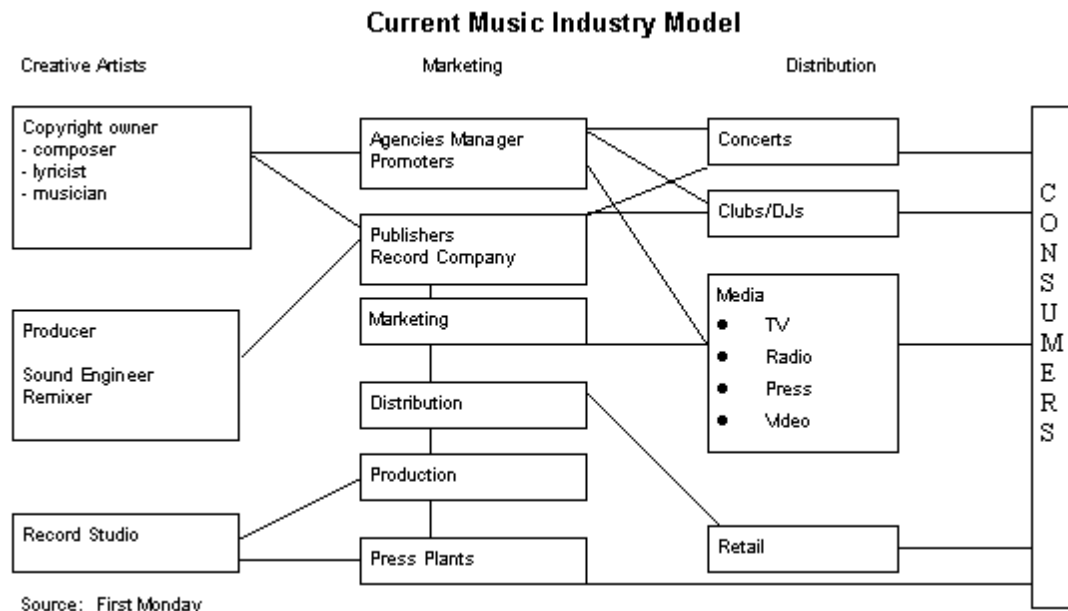 Current Music Industry Model
Creative Artists
Marketing
Distribution
Copyright owner
- composer
- lyricist
- musician
Producer
Sound Engineer
Remixer
Record Studio
Agencies Manager
Promoters
Publishers
Record Company
Marketing
Distribution
Production
Press Plants
Concerts
Clubs/DJs
Media
● TV
● Radio
● Press
● Video
Retail
C
O
N
S
U
M
E
R
S
Source: First Monday